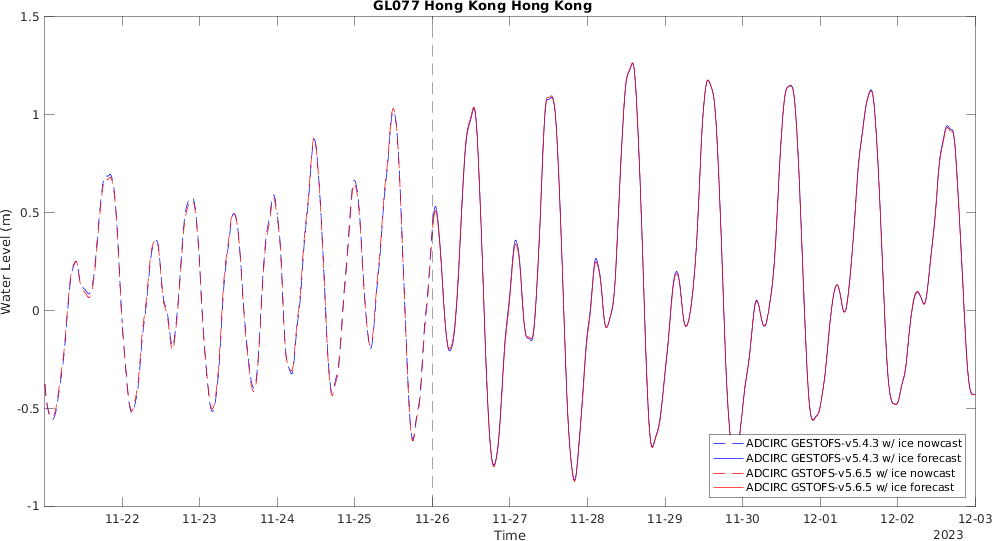 GL077 Hong Kong Hong Kong
1.5
1
0.5
0
-0.5
-1
Water Level (m)
11-22
11-23
11-24
11-25
11-26
11-27
11-28
11-29
11-30
12-01
12-02
12-03
Time
2023
ADCIRC GESTOFS-v5.4.3 w/ ice nowcast
ADCIRC GESTOFS-v5.4.3 w/ ice forecast
ADCIRC GSTOFS-v5.6.5 w/ ice nowcast
ADCIRC GSTOFS-v5.6.5 w/ ice forecast